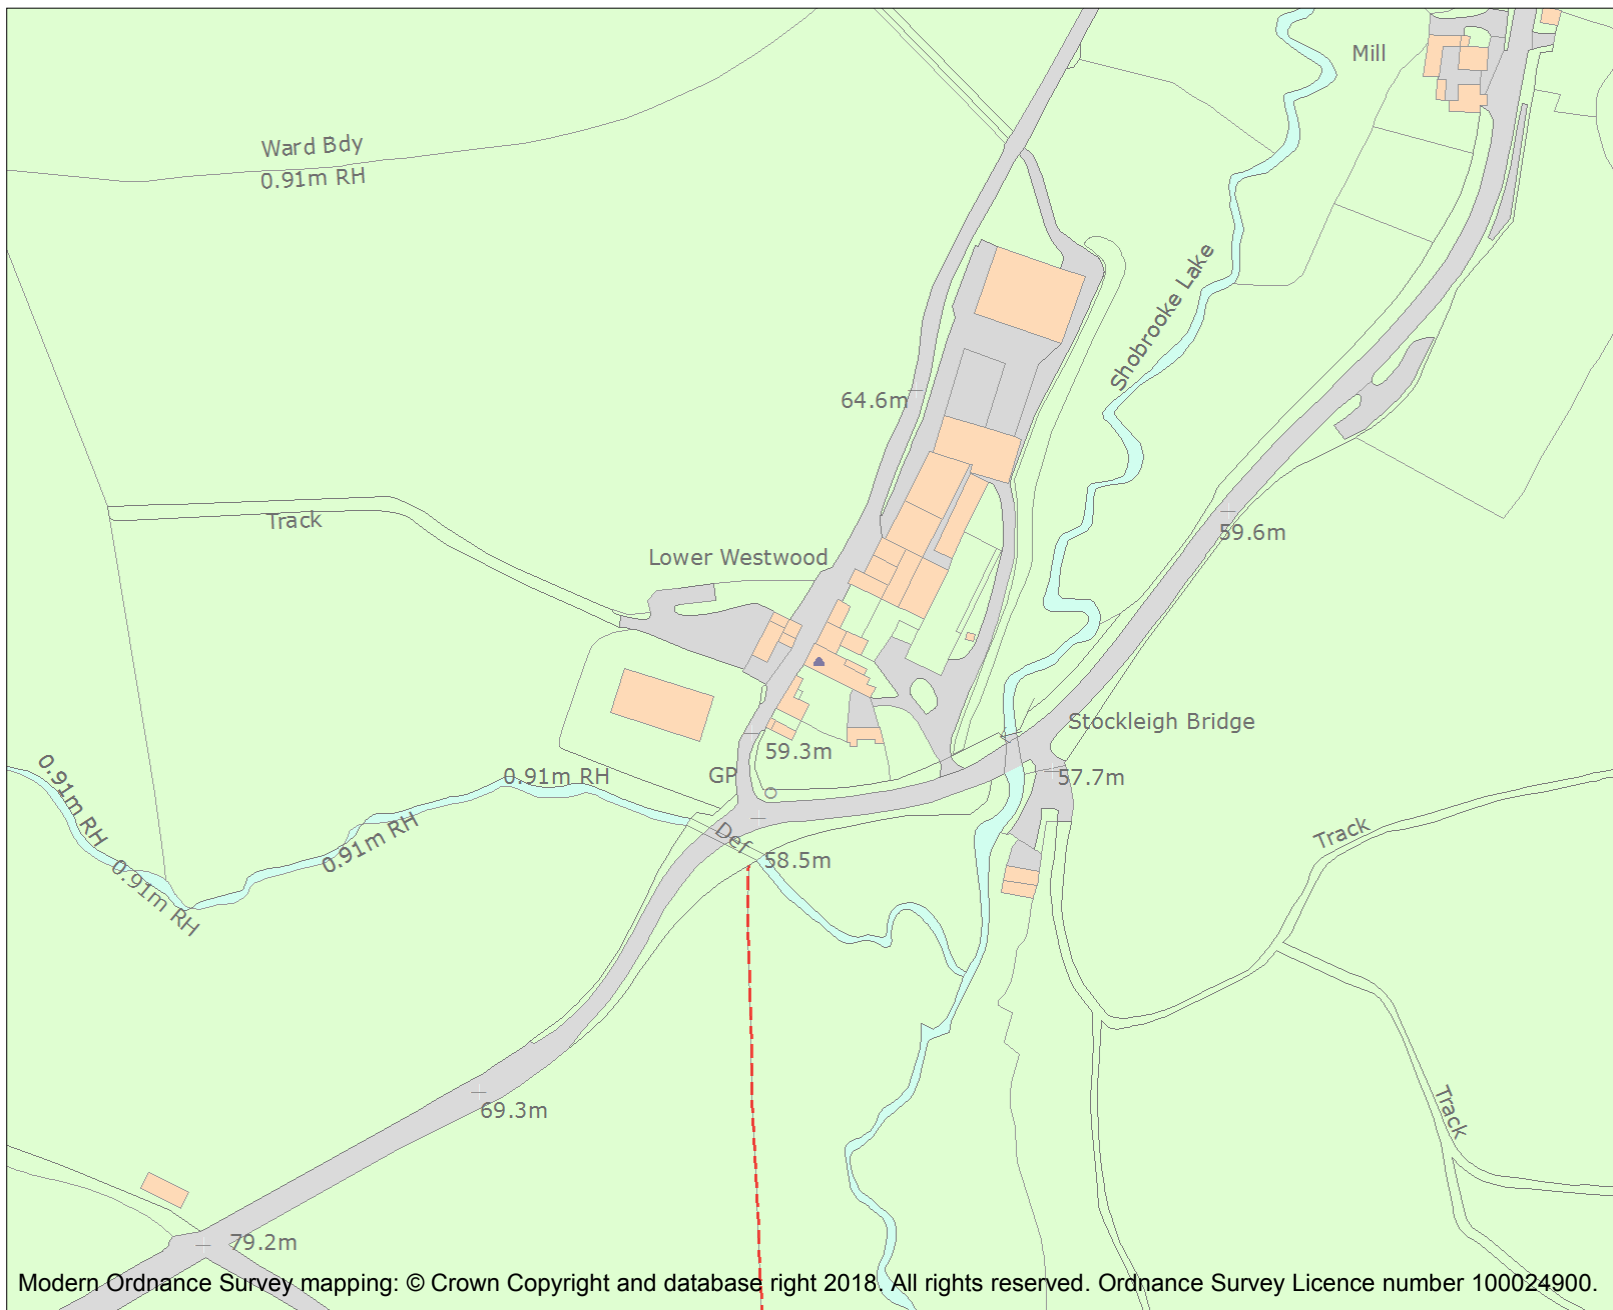 Mill
Ward Bdy
0.91m RH
Shobrooke Lake
64.6m
Track
59.6m
Lower Westwood
Stockleigh Bridge
59.3m
GP
57.7m
0.91m RH
0.91m RH
0.91m RH
0.91m RH
Def
58.5m
Track
69.3m
Track
79.2m
Modern Ordnance Survey mapping: © Crown Copyright and database right 2018. All rights reserved. Ordnance Survey Licence number 100024900.